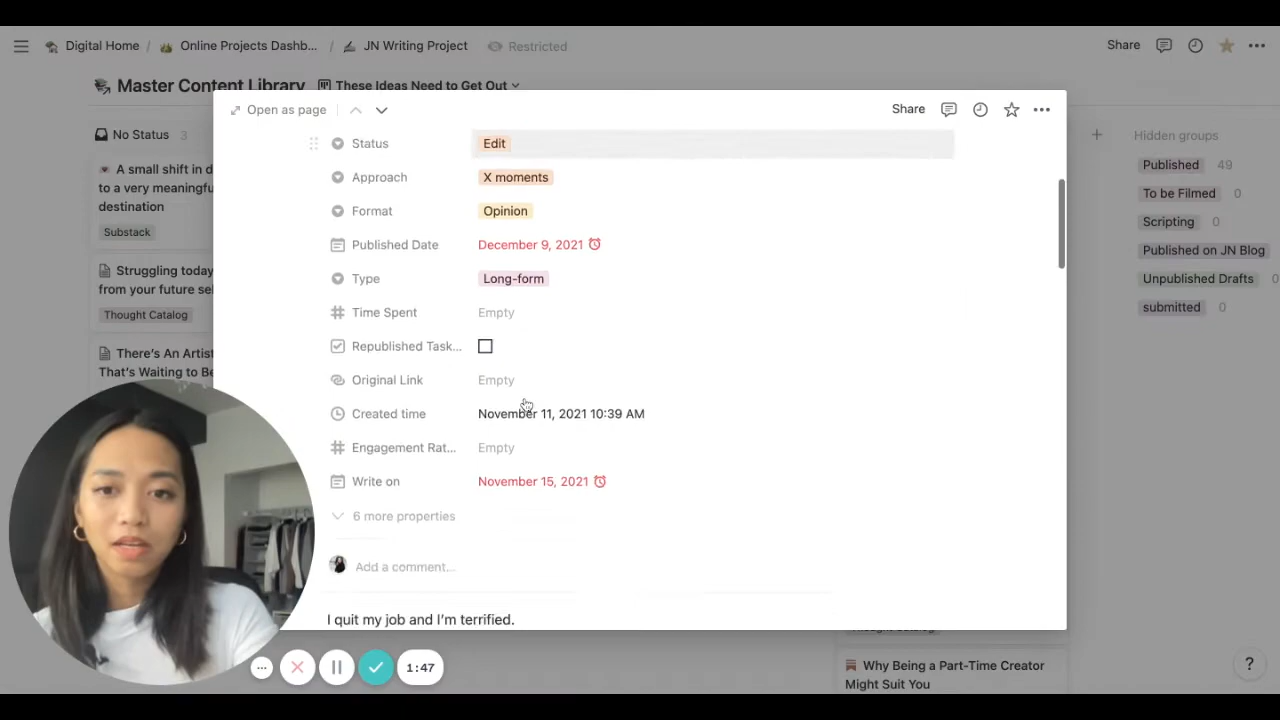 Digital Home / Online Projects Dashb... / JN Writing Project Restricted
Share
Master Content Library These Ideas Need to Get Out
Open as page
Share
No Status 3
A small shift in d
to a very meaningfu
destination
Substack
Struggling today
from your future sel
Thought Catalog
There's An Artis
That's Waiting to Be
Status Edit
Approach X moments
Format Opinion
Published Date December 9, 2021
Type Long-form
Time Spent Empty
Republished Task...
Original Link Empty
Created time November 11, 2021 10:39 AM
Engagement Rat... Empty
Write on November 15, 2021
6 more properties
Add a comment...
I quit my job and I'm terrified.
Hidden groups
Published 49
To be Filmed 0
Scripting 0
Published on JN Blog
Unpublished Drafts 0
submitted 0
Why Being a Part-Time Creator
Might Suit You
1:47
?